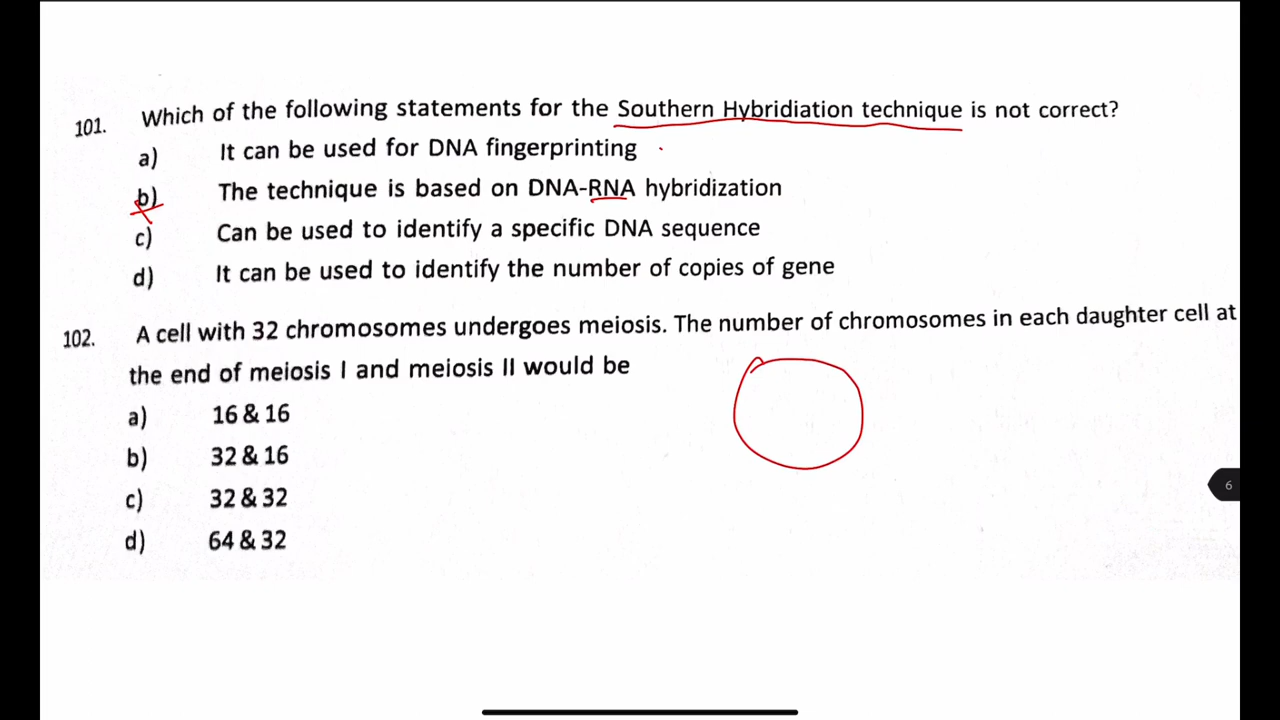 101. Which of the following statements for the Southern Hybridiation technique is not correct?
a) It can be used for DNA fingerprinting
b) The technique is based on DNA-RNA hybridization
c) Can be used to identify a specific DNA sequence
d) It can be used to identify the number of copies of gene
102. A cell with 32 chromosomes undergoes meiosis. The number of chromosomes in each daughter cell at
the end of meiosis I and meiosis II would be
a) 16 & 16
b) 32 & 16
c) 32 & 32
d) 64 & 32
6